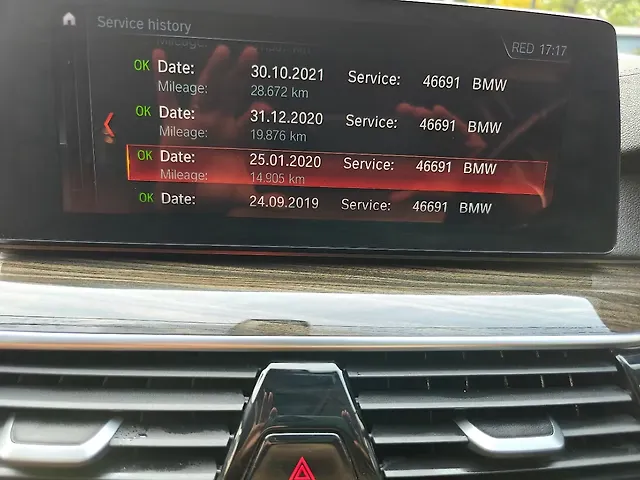 Service history
RED 17:17
Mileage:
OK Date: 30.10.2021 Service: 46691 BMW
Mileage: 28.672 km
OK Date: 31.12.2020 Service: 46691 BMW
Mileage: 19.876 km
OK Date: 25.01.2020 Service: 46691 BMW
Mileage: 14.905 km
OK Date: 24.09.2019 Service: 46691 BMW